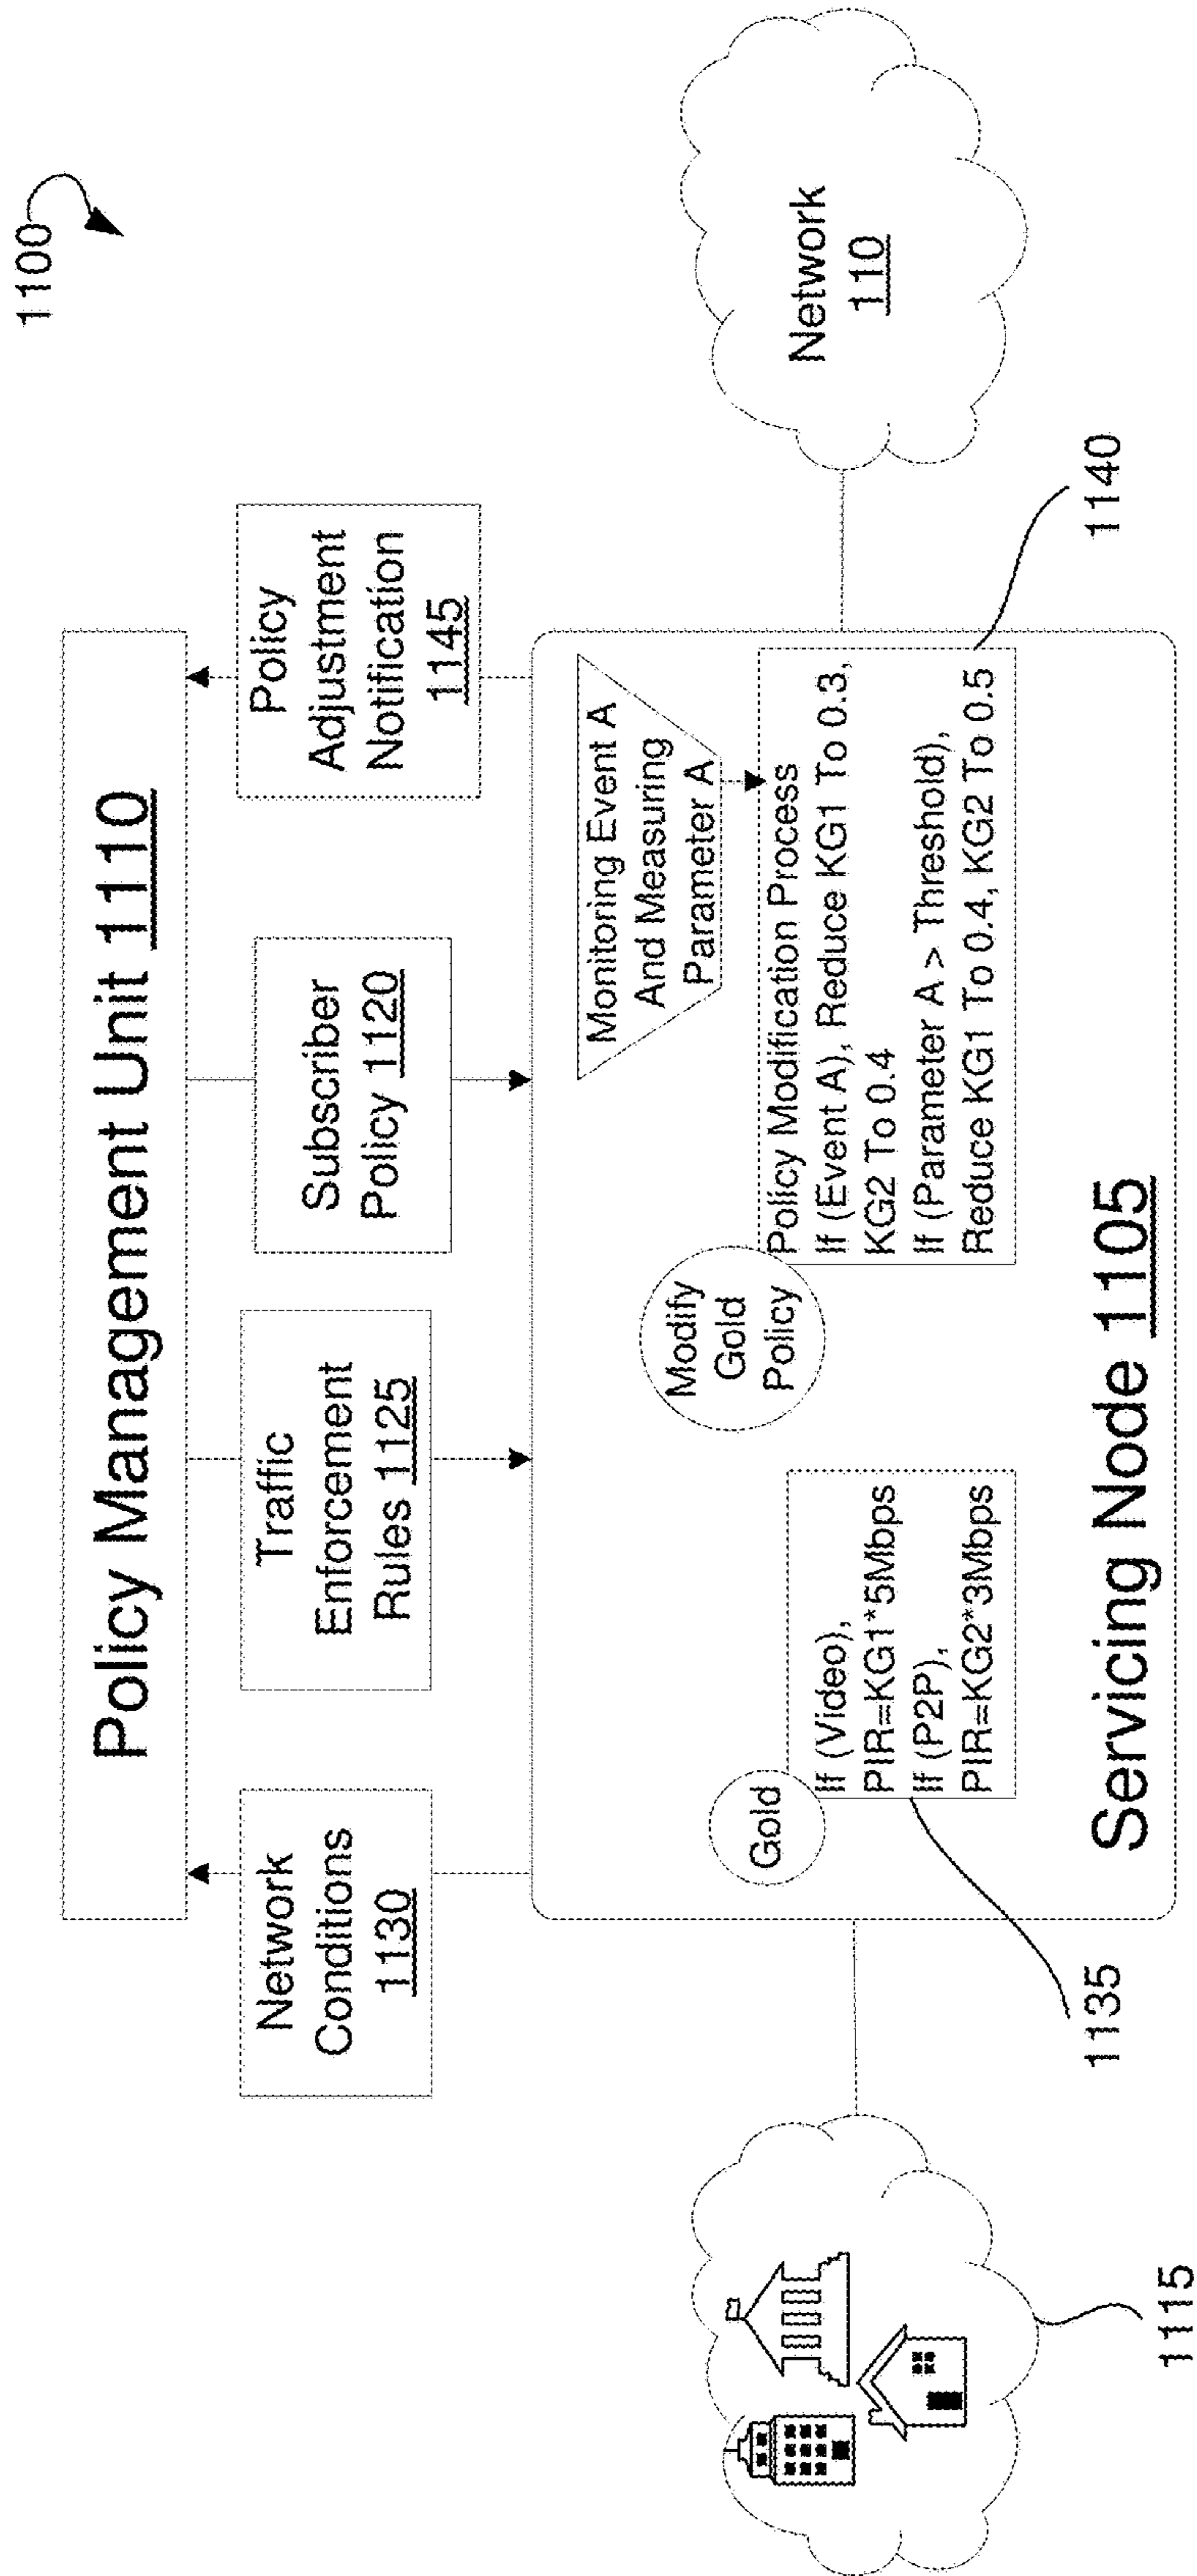 1100
Policy Management Unit 1110
Network
Conditions
1130
Traffic
Enforcement
Rules 1125
Subscriber
Policy 1120
Policy
Adjustment
Notification
1145
Monitoring Event A
And Measuring
Parameter A
Gold
If (Video),
PIR=KG1*5Mbps
If (P2P),
PIR=KG2*3Mbps
Modify
Gold
Policy
Policy Modification Process
If (Event A), Reduce KG1 To 0.3,
KG2 To 0.4
If (Parameter A > Threshold),
Reduce KG1 To 0.4, KG2 To 0.5
Servicing Node 1105
Network
110
1115
1135
1140